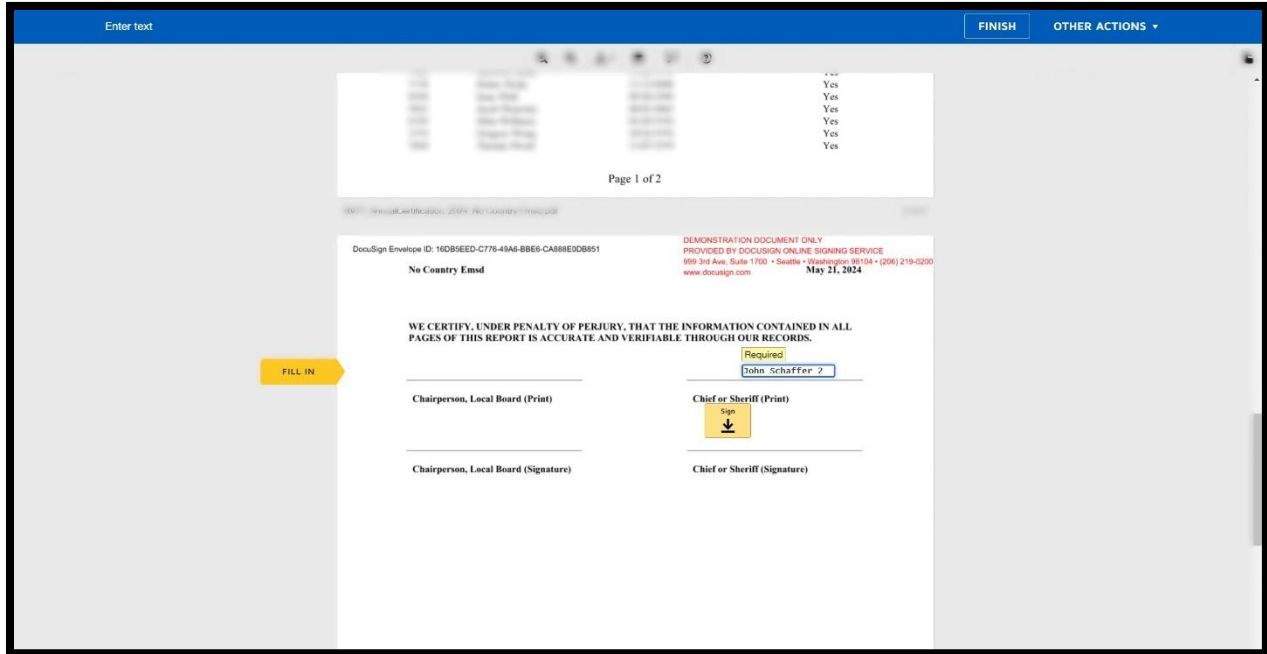 Enter text
FINISH
OTHER ACTIONS
Yes
Yes
Yes
Yes
Yes
Yes
Page 1 of 2
DocuSign Envelope ID: 16DB5EED-C776-49A6-BBE6-CA888E0DB851
DEMONSTRATION DOCUMENT ONLY
PROVIDED BY DOCUSIGN ONLINE SIGNING SERVICE
999 3rd Ave, Suite 1700 • Seattle • Washington 98104 • (206) 219-0200
www.docusign.com
No Country Emsd
May 21, 2024
WE CERTIFY, UNDER PENALTY OF PERJURY, THAT THE INFORMATION CONTAINED IN ALL
PAGES OF THIS REPORT IS ACCURATE AND VERIFIABLE THROUGH OUR RECORDS.
Required
FILL IN
John Schaffer 2
Chairperson, Local Board (Print)
Chief or Sheriff (Print)
Sign
Chairperson, Local Board (Signature)
Chief or Sheriff (Signature)